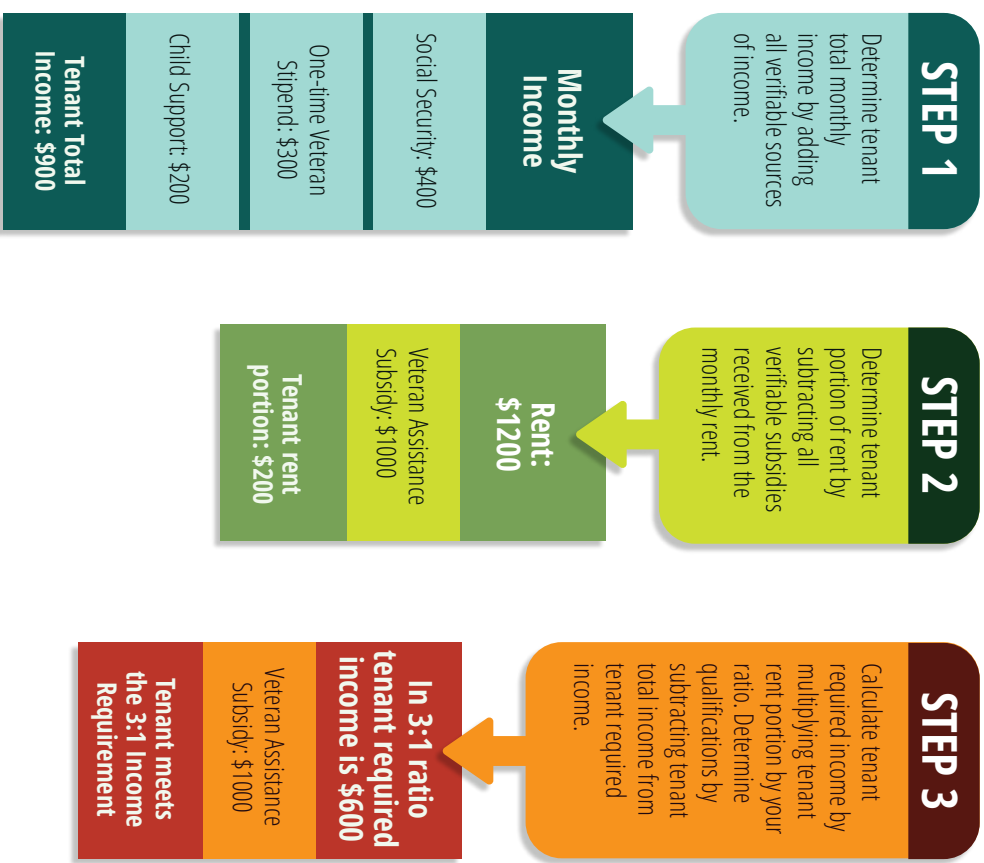 STEP 1
Determine tenant
total monthly
income by adding
all verifiable sources
of income.
Monthly
Income
Social Security: $400
One-time Veteran
Stipend: $300
Child Support: $200
Tenant Total
Income: $900
STEP 2
Determine tenant
portion of rent by
subtracting all
verifiable subsidies
received from the
monthly rent.
Rent:
$1200
Veteran Assistance
Subsidy: $1000
Tenant rent
portion: $200
STEP 3
Calculate tenant
required income by
multiplying tenant
rent portion by your
ratio. Determine
qualifications by
subtracting tenant
total income from
tenant required
income.
In 3:1 ratio
tenant required
income is $600
Veteran Assistance
Subsidy: $1000
Tenant meets
the 3:1 Income
Requirement